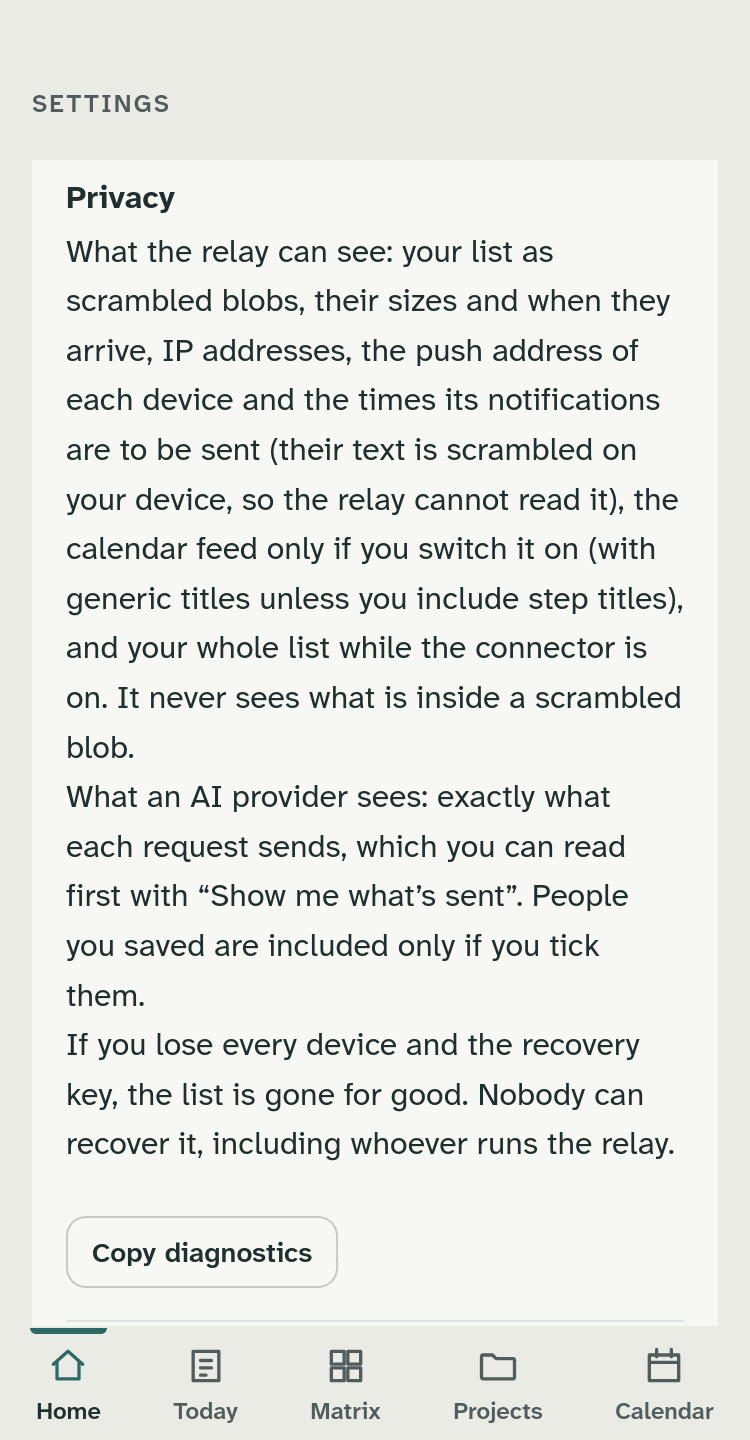 SETTINGS
Privacy
What the relay can see: your list as
scrambled blobs, their sizes and when they
arrive, IP addresses, the push address of
each device and the times its notifications
are to be sent (their text is scrambled on
your device, so the relay cannot read it), the
calendar feed only if you switch it on (with
generic titles unless you include step titles),
and your whole list while the connector is
on. It never sees what is inside a scrambled
blob.
What an AI provider sees: exactly what
each request sends, which you can read
first with “Show me what’s sent”. People
you saved are included only if you tick
them.
If you lose every device and the recovery
key, the list is gone for good. Nobody can
recover it, including whoever runs the relay.
Copy diagnostics
Home
Today
Matrix
Projects
Calendar